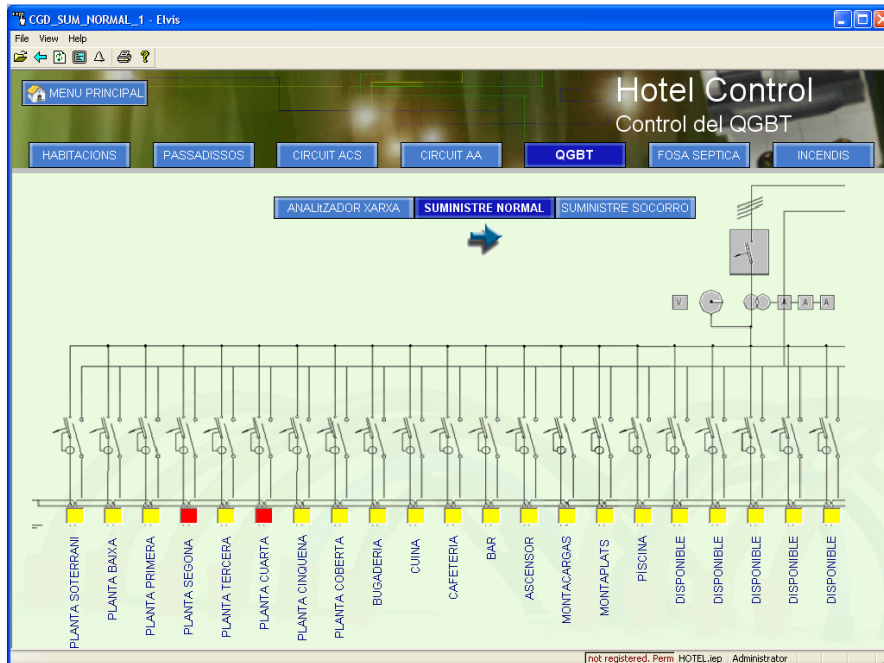 CGD_SUM_NORMAL_1 - Elvis
File View Help
MENU PRINCIPAL
Hotel Control
Control del QGBT
HABITACIONS
PASSADISSOS
CIRCUIT ACS
CIRCUIT AA
QGBT
FOSA SEPTICA
INCENDIS
ANALItZADOR XARXA
SUMINISTRE NORMAL
SUMINISTRE SOCORRO
V
A
A
A
PLANTA SOTERRANI
PLANTA BAIXA
PLANTA PRIMERA
PLANTA SEGONA
PLANTA TERCERA
PLANTA CUARTA
PLANTA CINQUENA
PLANTA COBERTA
BUGADERIA
CUINA
CAFETERIA
BAR
ASCENSOR
MONTACARGAS
MONTAPLATS
PÍSCINA
DISPONIBLE
DISPONIBLE
DISPONIBLE
DISPONIBLE
DISPONIBLE
not registered. Perm HOTEL.iep Administrator